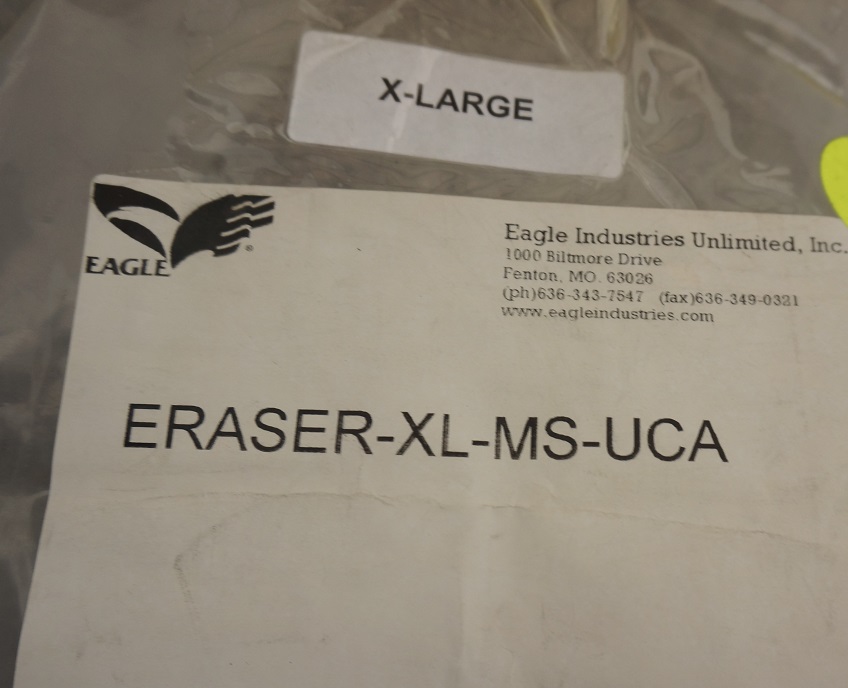 X-LARGE
EAGLE
®
Eagle Industries Unlimited, Inc.
1000 Biltmore Drive
Fenton, MO. 63026
(ph)636-343-7547 (fax)636-349-0321
www.eagleindustries.com
ERASER-XL-MS-UCA